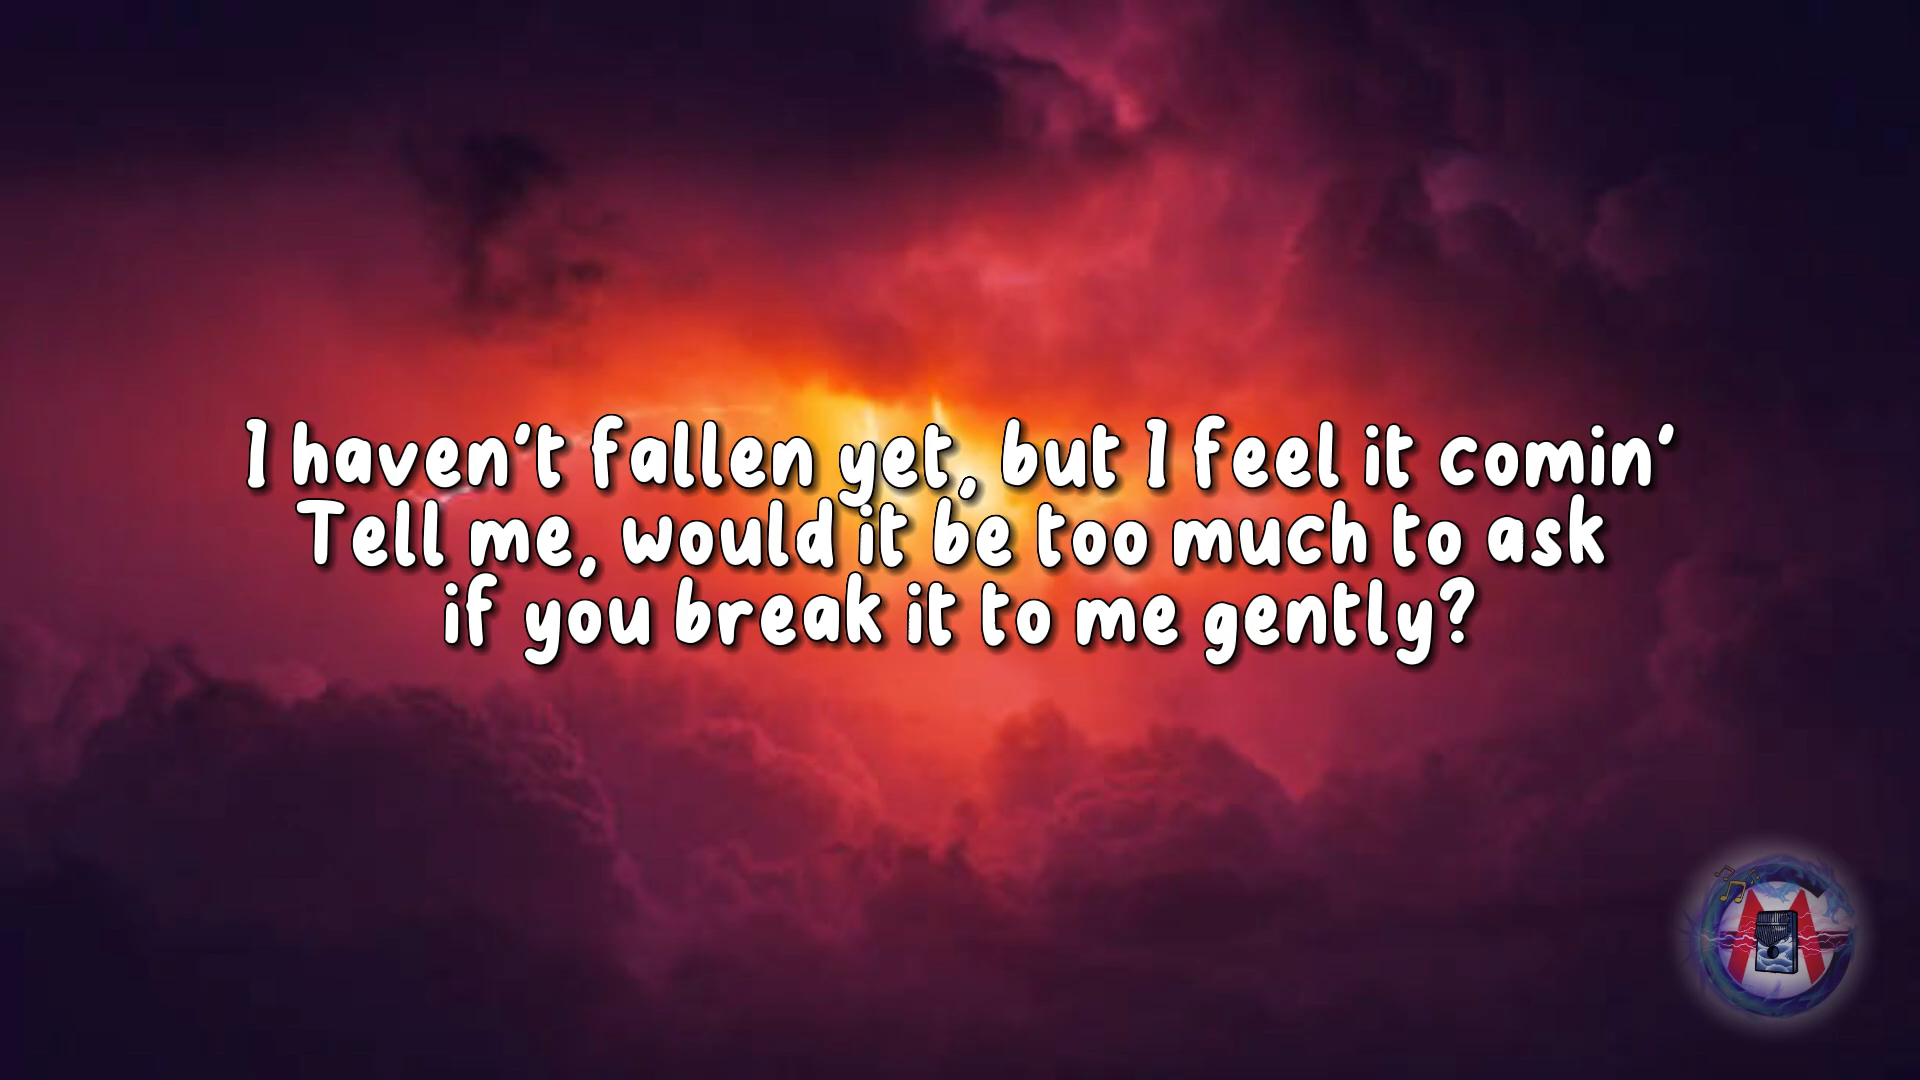 I haven't fallen yet, but I feel it comin'
Tell me, would it be too much to ask
if you break it to me gently?